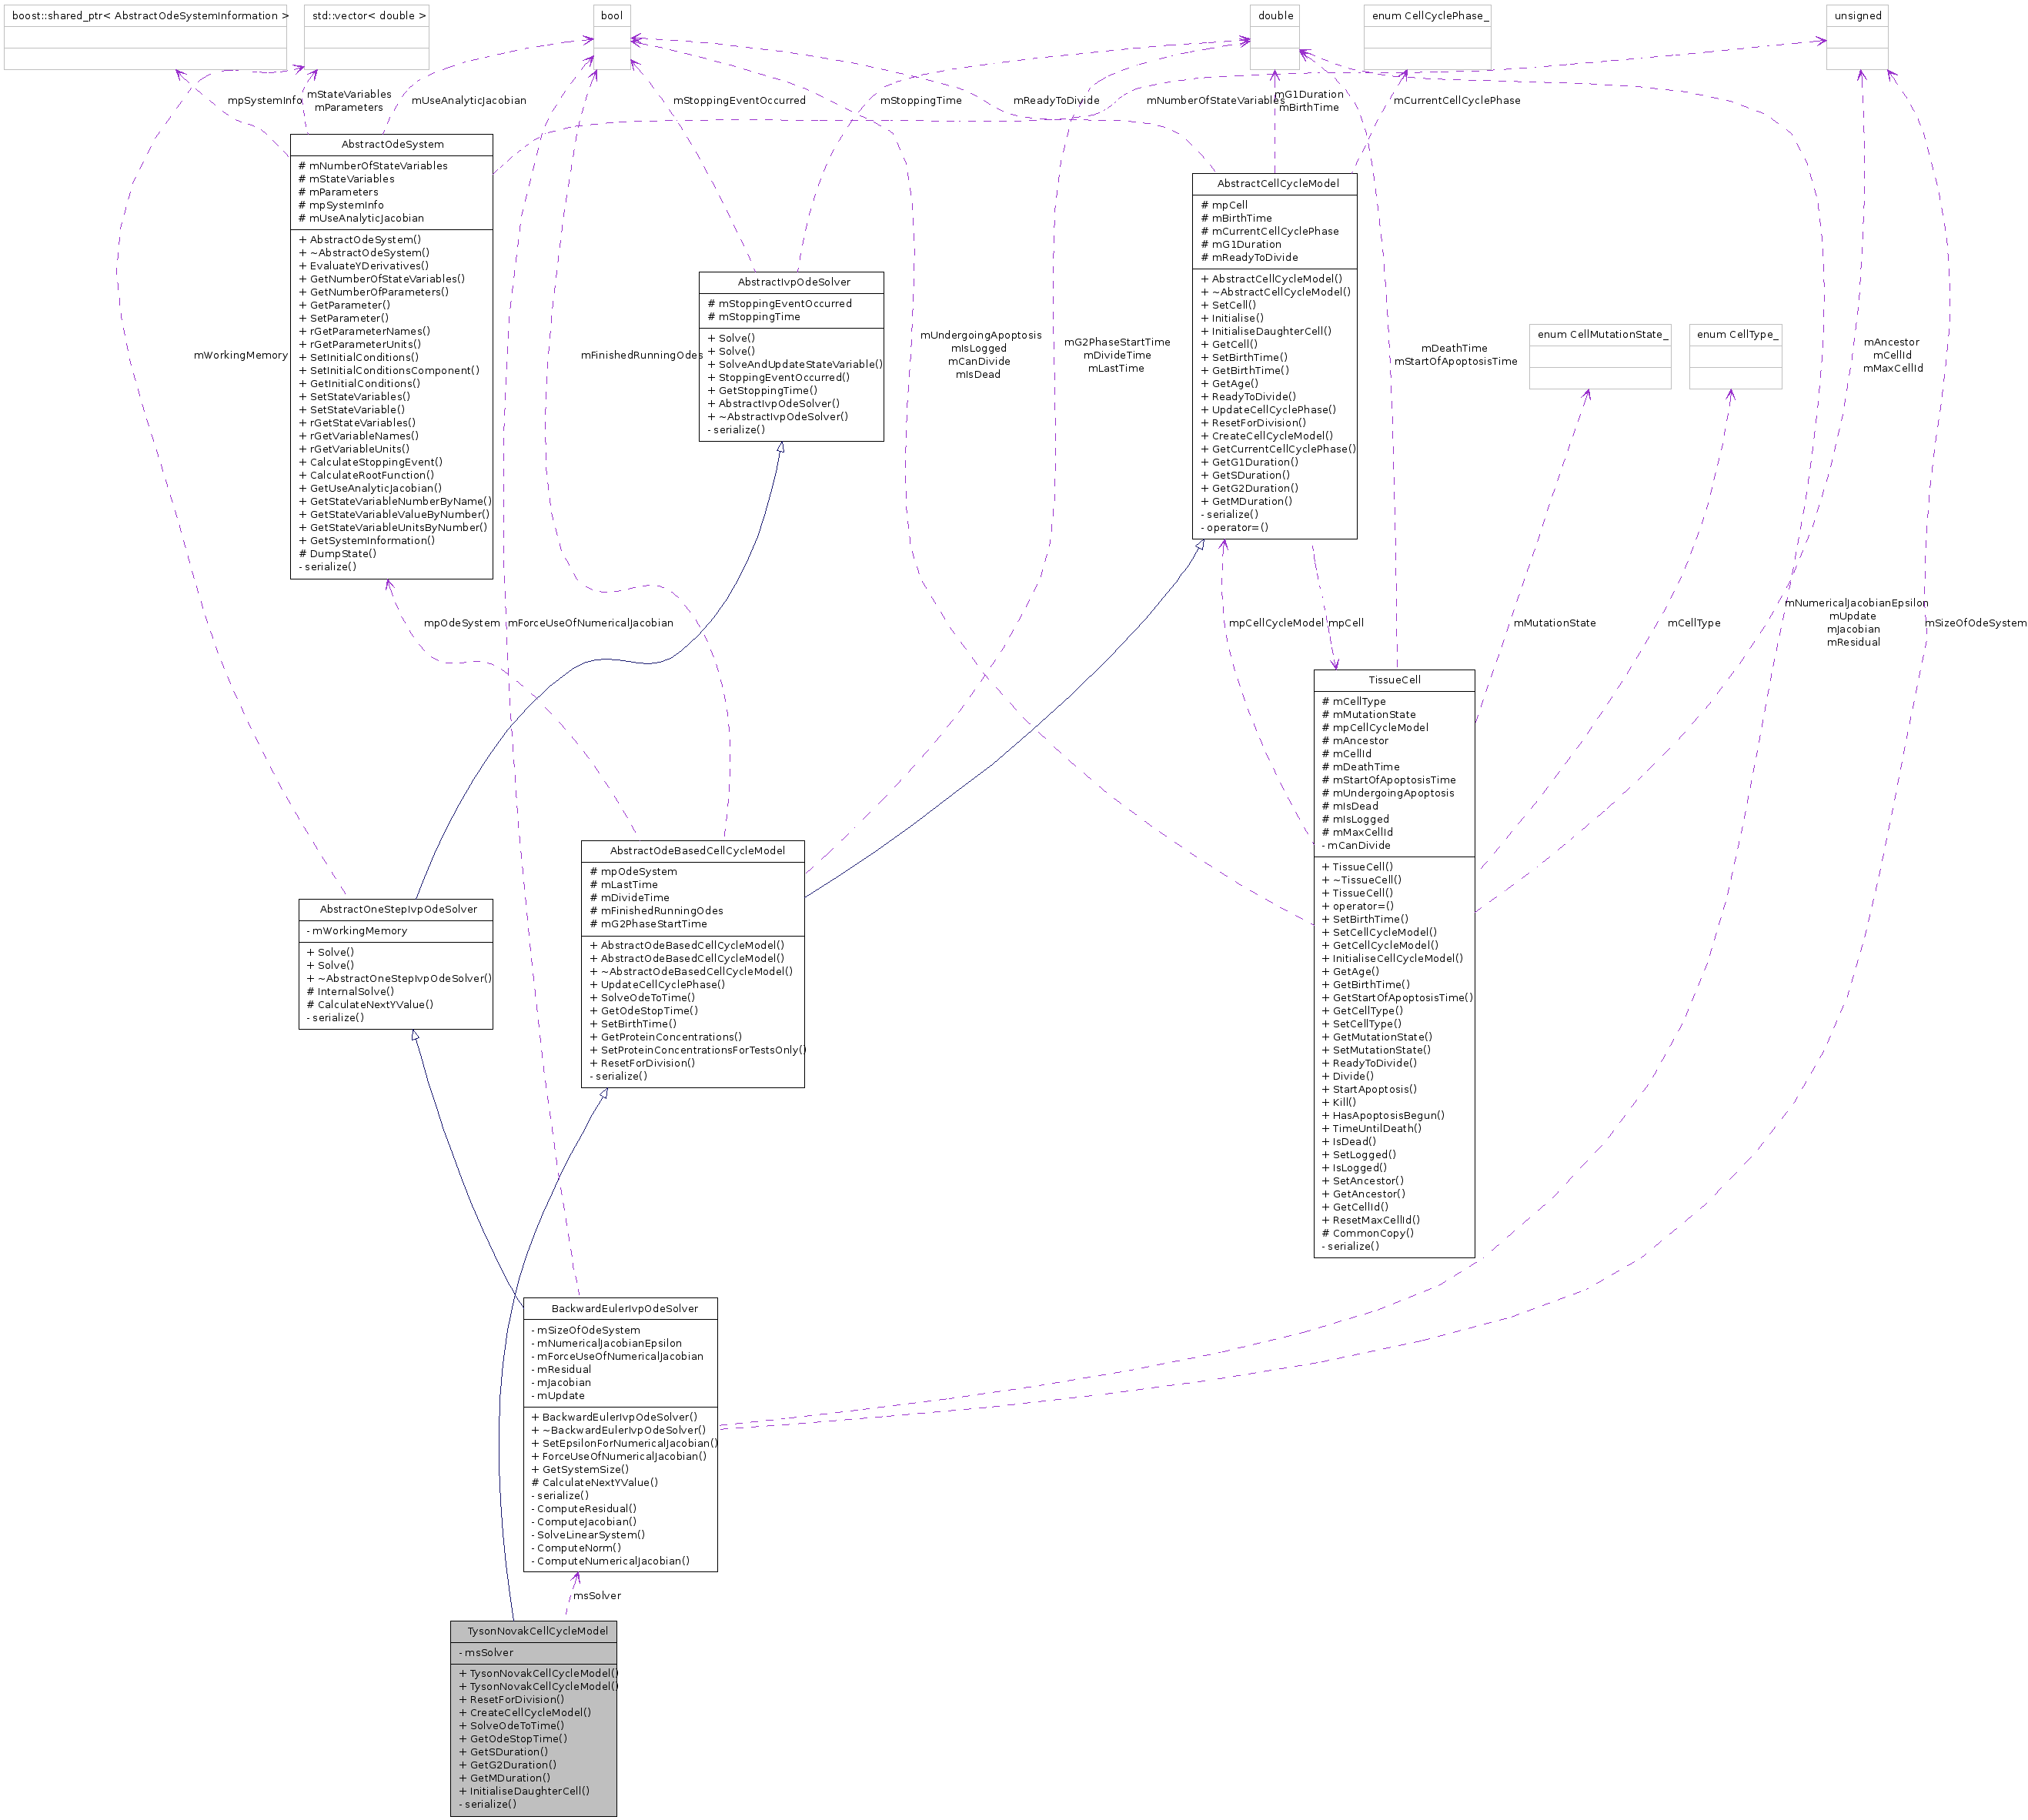 boost::shared_ptr< AbstractOdeSystemInformation >
std::vector< double >
bool
double
enum CellCyclePhase_
unsigned
mpSystemInfo
mStateVariables
mParameters
mUseAnalyticJacobian
mStoppingEventOccurred
mStoppingTime
mReadyToDivide
mNumberOfStateVariables
mG1Duration
mBirthTime
mCurrentCellCyclePhase
AbstractOdeSystem
# mNumberOfStateVariables
# mStateVariables
# mParameters
# mpSystemInfo
# mUseAnalyticJacobian
+ AbstractOdeSystem()
+ ~AbstractOdeSystem()
+ EvaluateYDerivatives()
+ GetNumberOfStateVariables()
+ GetNumberOfParameters()
+ GetParameter()
+ SetParameter()
+ rGetParameterNames()
+ rGetParameterUnits()
+ SetInitialConditions()
+ SetInitialConditionsComponent()
+ GetInitialConditions()
+ SetStateVariables()
+ SetStateVariable()
+ rGetStateVariables()
+ rGetVariableNames()
+ rGetVariableUnits()
+ CalculateStoppingEvent()
+ CalculateRootFunction()
+ GetUseAnalyticJacobian()
+ GetStateVariableNumberByName()
+ GetStateVariableValueByNumber()
+ GetStateVariableUnitsByNumber()
+ GetSystemInformation()
# DumpState()
- serialize()
AbstractCellCycleModel
# mpCell
# mBirthTime
# mCurrentCellCyclePhase
# mG1Duration
# mReadyToDivide
+ AbstractCellCycleModel()
+ ~AbstractCellCycleModel()
+ SetCell()
+ Initialise()
+ InitialiseDaughterCell()
+ GetCell()
+ SetBirthTime()
+ GetBirthTime()
+ GetAge()
+ ReadyToDivide()
+ UpdateCellCyclePhase()
+ ResetForDivision()
+ CreateCellCycleModel()
+ GetCurrentCellCyclePhase()
+ GetG1Duration()
+ GetSDuration()
+ GetG2Duration()
+ GetMDuration()
- serialize()
- operator=()
AbstractIvpOdeSolver
# mStoppingEventOccurred
# mStoppingTime
+ Solve()
+ Solve()
+ SolveAndUpdateStateVariable()
+ StoppingEventOccurred()
+ GetStoppingTime()
+ AbstractIvpOdeSolver()
+ ~AbstractIvpOdeSolver()
- serialize()
mWorkingMemory
mFinishedRunningOdes
mUndergoingApoptosis
mIsLogged
mCanDivide
mIsDead
mG2PhaseStartTime
mDivideTime
mLastTime
mDeathTime
mStartOfApoptosisTime
enum CellMutationState_
enum CellType_
mAncestor
mCellId
mMaxCellId
mpOdeSystem
mForceUseOfNumericalJacobian
mpCellCycleModel
mpCell
mMutationState
mCellType
mNumericalJacobianEpsilon
mUpdate
mJacobian
mResidual
mSizeOfOdeSystem
TissueCell
# mCellType
# mMutationState
# mpCellCycleModel
# mAncestor
# mCellId
# mDeathTime
# mStartOfApoptosisTime
# mUndergoingApoptosis
# mIsDead
# mIsLogged
# mMaxCellId
- mCanDivide
+ TissueCell()
+ ~TissueCell()
+ TissueCell()
+ operator=()
+ SetBirthTime()
+ SetCellCycleModel()
+ GetCellCycleModel()
+ InitialiseCellCycleModel()
+ GetAge()
+ GetBirthTime()
+ GetStartOfApoptosisTime()
+ GetCellType()
+ SetCellType()
+ GetMutationState()
+ SetMutationState()
+ ReadyToDivide()
+ Divide()
+ StartApoptosis()
+ Kill()
+ HasApoptosisBegun()
+ TimeUntilDeath()
+ IsDead()
+ SetLogged()
+ IsLogged()
+ SetAncestor()
+ GetAncestor()
+ GetCellId()
+ ResetMaxCellId()
# CommonCopy()
- serialize()
AbstractOdeBasedCellCycleModel
# mpOdeSystem
# mLastTime
# mDivideTime
# mFinishedRunningOdes
# mG2PhaseStartTime
+ AbstractOdeBasedCellCycleModel()
+ AbstractOdeBasedCellCycleModel()
+ ~AbstractOdeBasedCellCycleModel()
+ UpdateCellCyclePhase()
+ SolveOdeToTime()
+ GetOdeStopTime()
+ SetBirthTime()
+ GetProteinConcentrations()
+ SetProteinConcentrationsForTestsOnly()
+ ResetForDivision()
- serialize()
AbstractOneStepIvpOdeSolver
- mWorkingMemory
+ Solve()
+ Solve()
+ ~AbstractOneStepIvpOdeSolver()
# InternalSolve()
# CalculateNextYValue()
- serialize()
BackwardEulerIvpOdeSolver
- mSizeOfOdeSystem
- mNumericalJacobianEpsilon
- mForceUseOfNumericalJacobian
- mResidual
- mJacobian
- mUpdate
+ BackwardEulerIvpOdeSolver()
+ ~BackwardEulerIvpOdeSolver()
+ SetEpsilonForNumericalJacobian()
+ ForceUseOfNumericalJacobian()
+ GetSystemSize()
# CalculateNextYValue()
- serialize()
- ComputeResidual()
- ComputeJacobian()
- SolveLinearSystem()
- ComputeNorm()
- ComputeNumericalJacobian()
msSolver
TysonNovakCellCycleModel
- msSolver
+ TysonNovakCellCycleModel()
+ TysonNovakCellCycleModel()
+ ResetForDivision()
+ CreateCellCycleModel()
+ SolveOdeToTime()
+ GetOdeStopTime()
+ GetSDuration()
+ GetG2Duration()
+ GetMDuration()
+ InitialiseDaughterCell()
- serialize()